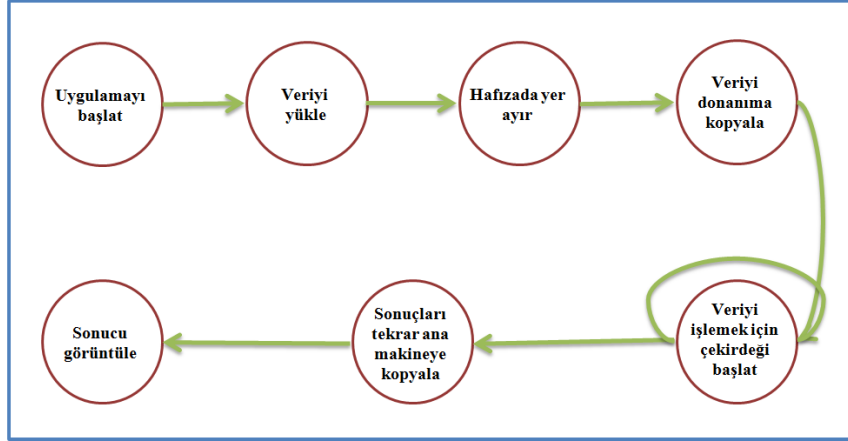 Uygulamayı
başlat
Veriyi
yükle
Hafızada yer
ayır
Veriyi
donanıma
kopyala
Veriyi
işlemek için
çekirdeği
başlat
Sonuçları
tekrar ana
makineye
kopyala
Sonucu
görüntüle